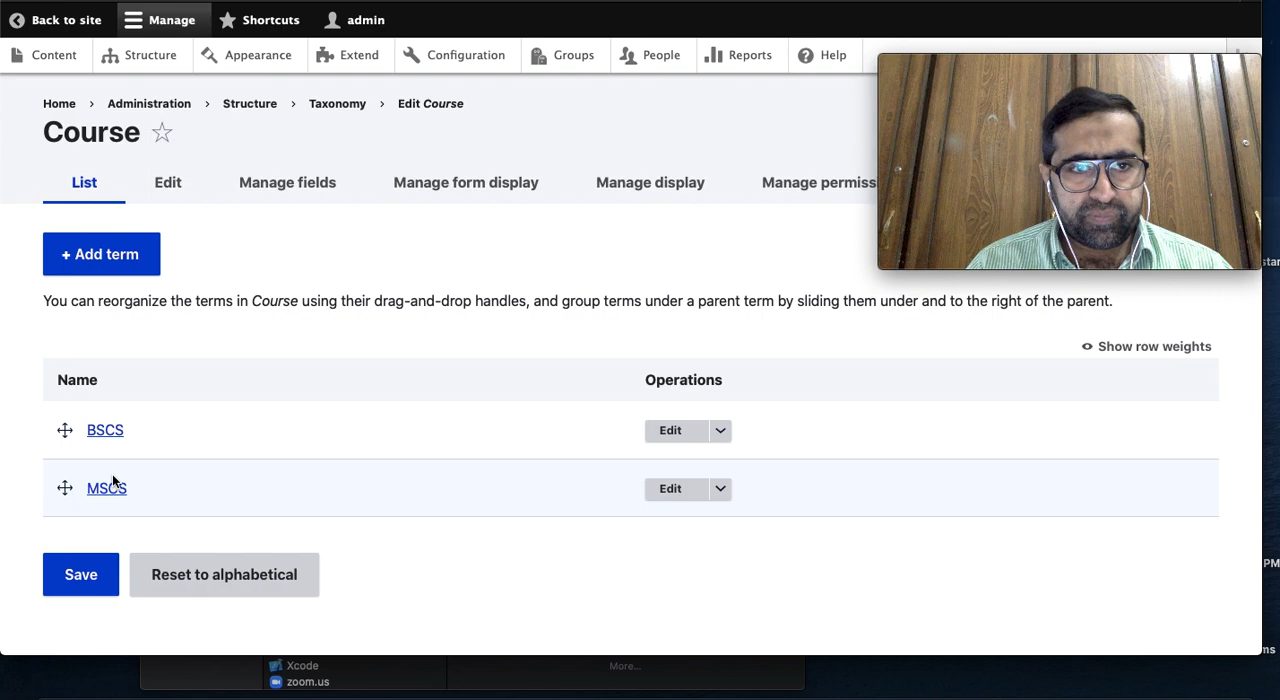 Back to site Manage Shortcuts admin
Content Structure Appearance Extend Configuration Groups People Reports Help
Home › Administration › Structure › Taxonomy › Edit Course
Course
List Edit Manage fields Manage form display Manage display Manage permiss
+ Add term
You can reorganize the terms in Course using their drag-and-drop handles, and group terms under a parent term by sliding them under and to the right of the parent.
Show row weights
Name Operations
BSCS Edit
MSCS Edit
Save Reset to alphabetical
PM
Xcode More...
zoom.us